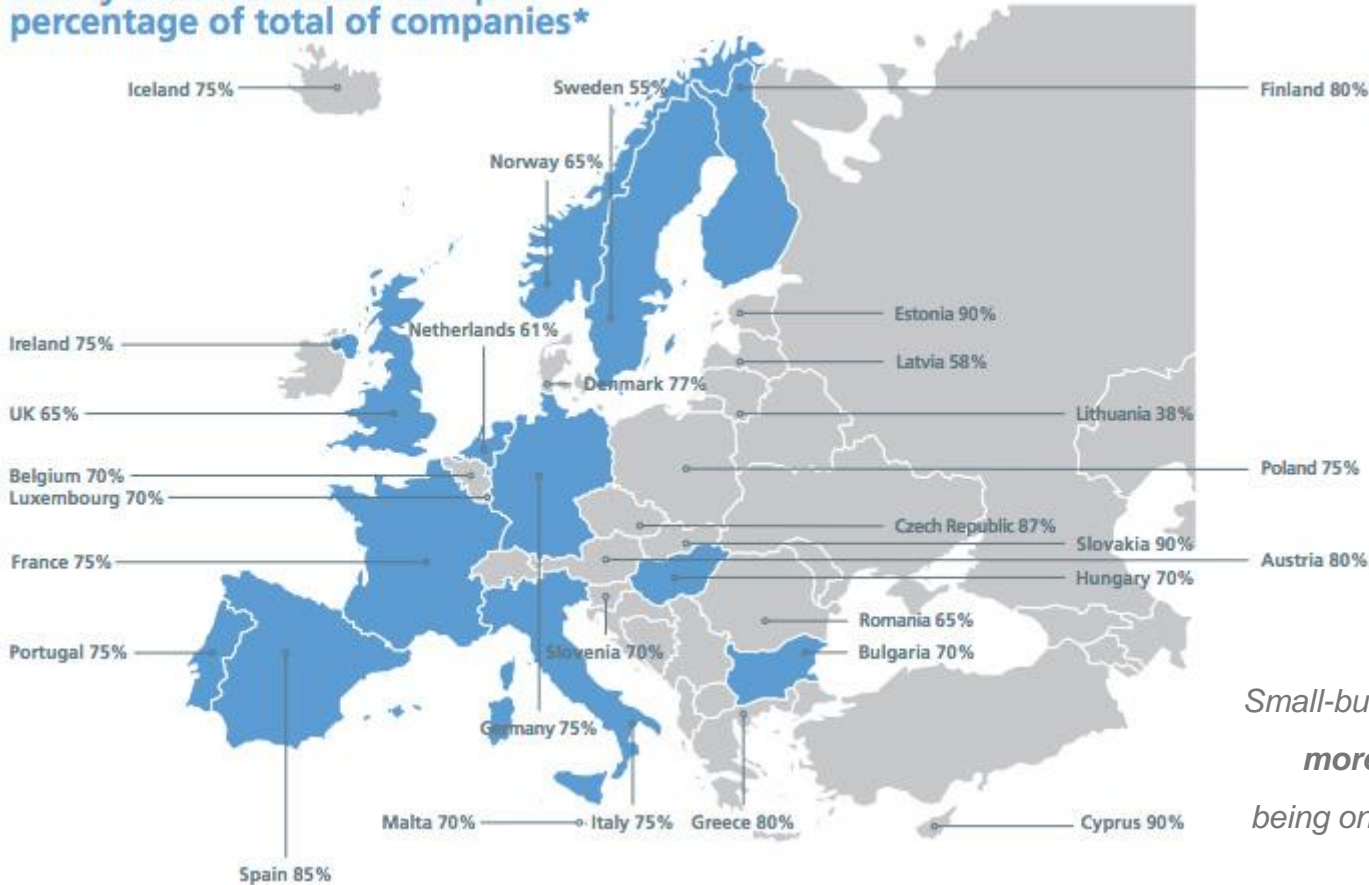 percentage of total of companies*
Iceland 75%
Sweden 55%
Finland 80%
Norway 65%
Estonia 90%
Netherlands 61%
Ireland 75%
Latvia 58%
Denmark 77%
UK 65%
Lithuania 38%
Poland 75%
Belgium 70%
Luxembourg 70%
Czech Republic 87%
Slovakia 90%
France 75%
Austria 80%
Hungary 70%
Romania 65%
Portugal 75%
Slovenia 70%
Bulgaria 70%
Germany 75%
Small-bu
more
being on
Malta 70%
Italy 75%
Greece 80%
Cyprus 90%
Spain 85%